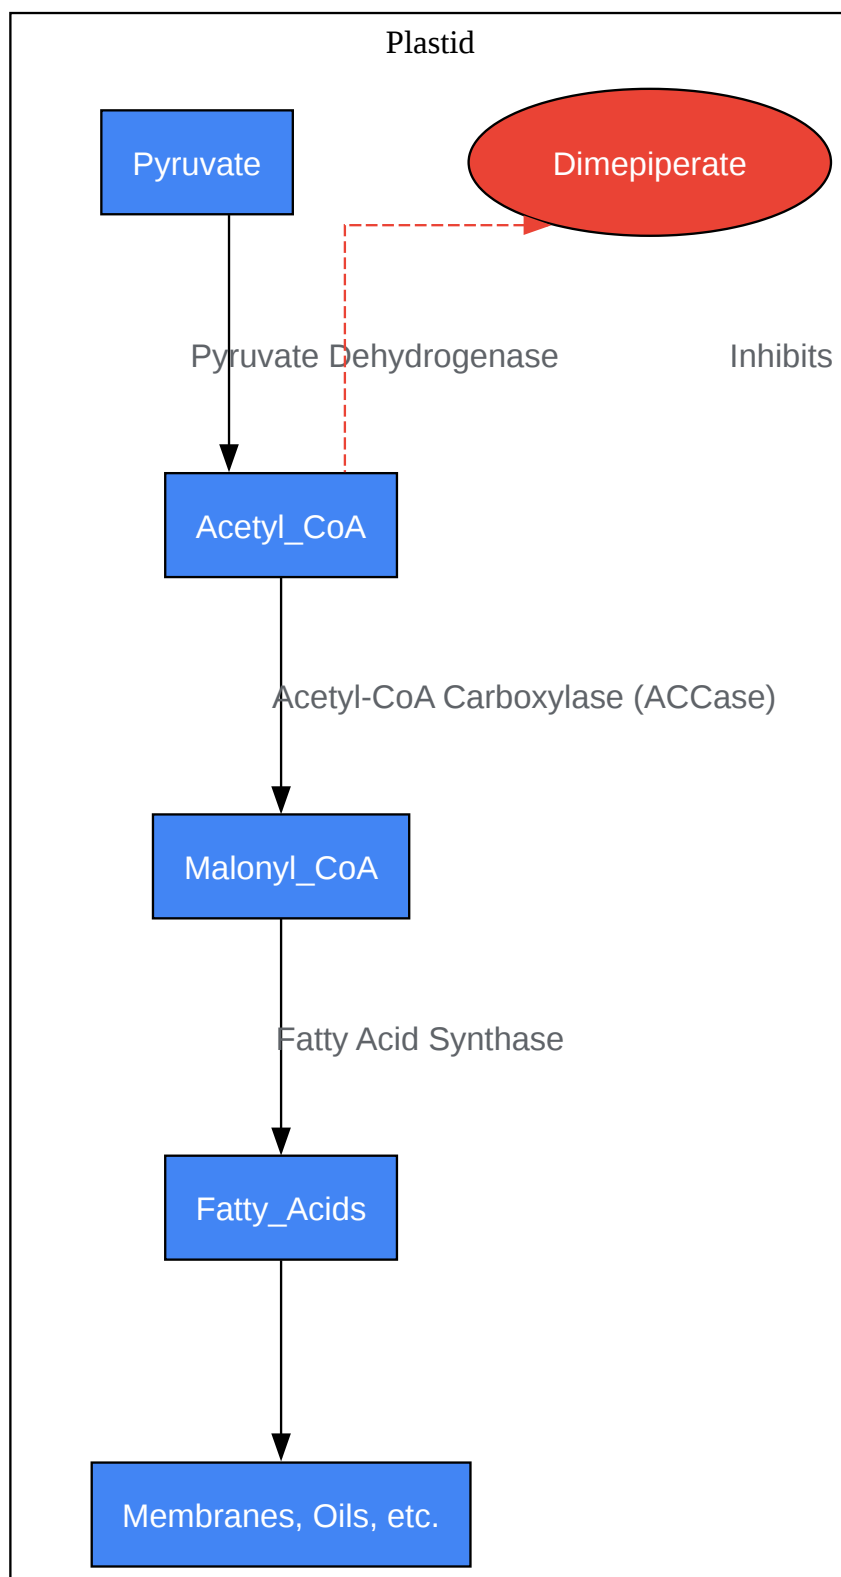 Plastid
Pyruvate
Dimepiperate
Pyruvate Dehydrogenase
Inhibits
Acetyl_CoA
Acetyl-CoA Carboxylase (ACCase)
Malonyl_CoA
Fatty Acid Synthase
Fatty_Acids
Membranes, Oils, etc.